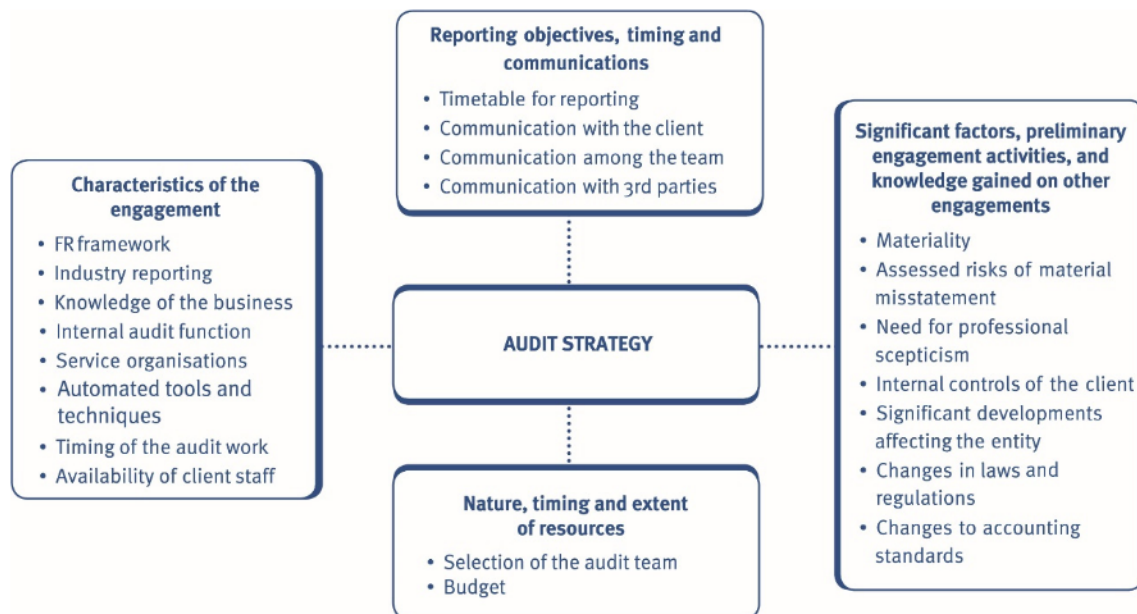 Reporting objectives, timing and
communications
• Timetable for reporting
• Communication with the client
• Communication among the team
• Communication with 3rd parties
Characteristics of the
engagement
• FR framework
• Industry reporting
• Knowledge of the business
• Internal audit function
• Service organisations
• Automated tools and
techniques
• Timing of the audit work
• Availability of client staff
AUDIT STRATEGY
Significant factors, preliminary
engagement activities, and
knowledge gained on other
engagements
• Materiality
• Assessed risks of material
misstatement
• Need for professional
scepticism
• Internal controls of the client
• Significant developments
affecting the entity
• Changes in laws and
regulations
• Changes to accounting
standards
Nature, timing and extent
of resources
• Selection of the audit team
• Budget